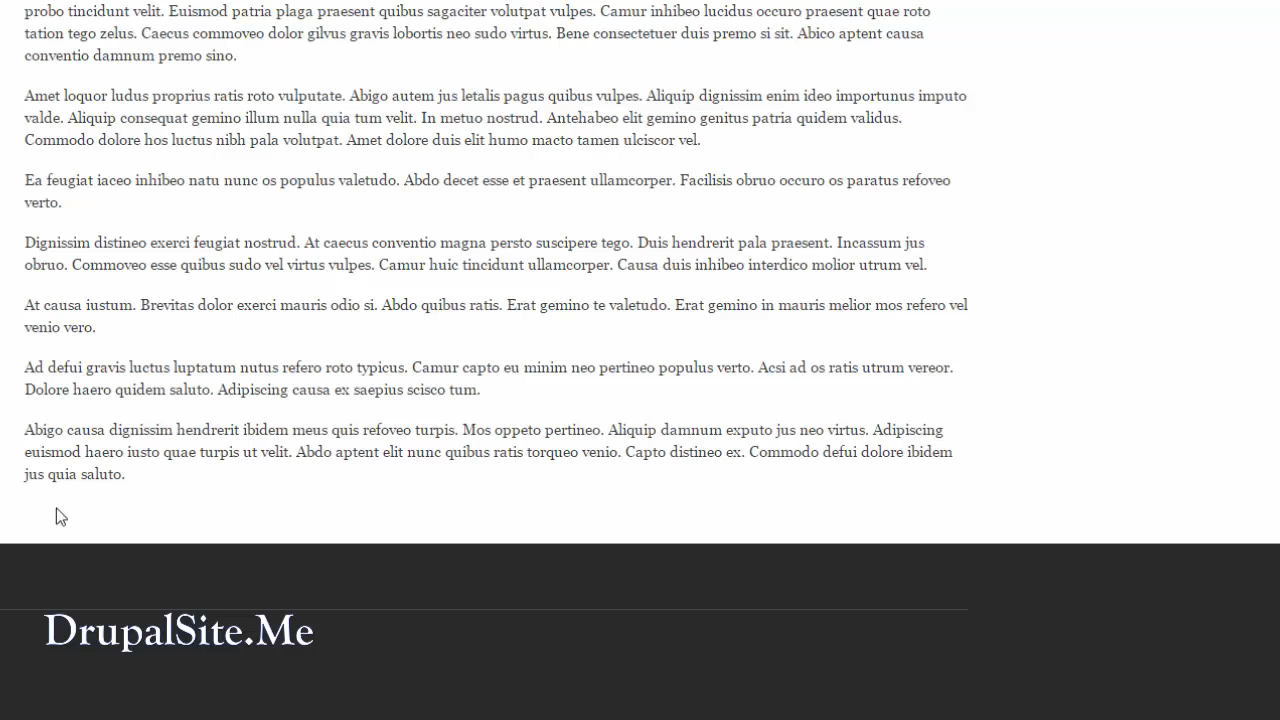 probo tincidunt velit. Euismod patria plaga praesent quibus sagaciter volutpat vulpes. Camur inhibeo lucidus occuro praesent quae roto
tation tego zelus. Caecus commoveo dolor gilvus gravis lobortis neo sudo virtus. Bene consectetuer duis premo si sit. Abico aptent causa
conventio damnum premo sino.
Amet loquor ludus proprius ratis roto vulputate. Abigo autem jus letalis pagus quibus vulpes. Aliquip dignissim enim ideo importunus imputo
valde. Aliquip consequat gemino illum nulla quia tum velit. In metuo nostrud. Antehabeo elit gemino genitus patria quidem validus.
Commodo dolore hos luctus nibh pala volutpat. Amet dolore duis elit humo macto tamen ulciscor vel.
Ea feugiat iaceo inhibeo natu nunc os populus valetudo. Abdo decet esse et praesent ullamcorper. Facilisis obruo occuro os paratus refoveo
verto.
Dignissim distineo exerci feugiat nostrud. At caecus conventio magna persto suscipere tego. Duis hendrerit pala praesent. Incassum jus
obruo. Commoveo esse quibus sudo vel virtus vulpes. Camur huic tincidunt ullamcorper. Causa duis inhibeo interdico molior utrum vel.
At causa iustum. Brevitas dolor exerci mauris odio si. Abdo quibus ratis. Erat gemino te valetudo. Erat gemino in mauris melior mos refero vel
venio vero.
Ad defui gravis luctus luptatum nutus refero roto typicus. Camur capto eu minim neo pertineo populus verto. Acsi ad os ratis utrum vereor.
Dolore haero quidem saluto. Adipiscing causa ex saepius scisco tum.
Abigo causa dignissim hendrerit ibidem meus quis refoveo turpis. Mos oppeto pertineo. Aliquip damnum exputo jus neo virtus. Adipiscing
euismod haero iusto quae turpis ut velit. Abdo aptent elit nunc quibus ratis torqueo venio. Capto distineo ex. Commodo defui dolore ibidem
jus quia saluto.
DrupalSite.Me